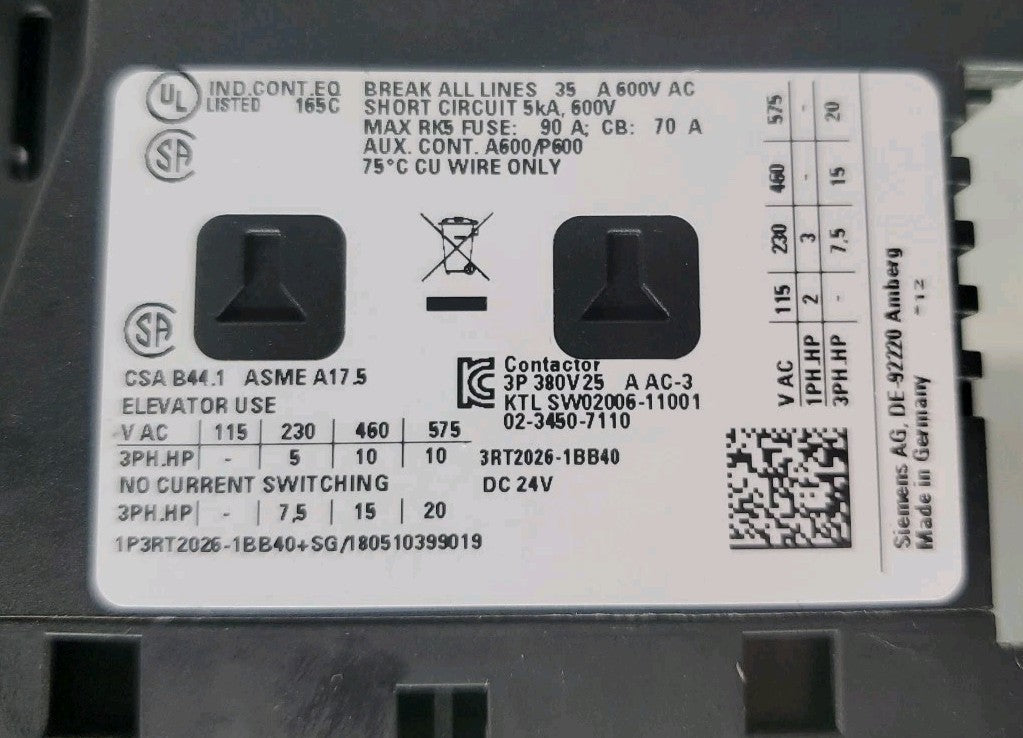 UL IND.CONT.EQ
LISTED 165C
SA
BREAK ALL LINES 35 A 600V AC
SHORT CIRCUIT 5kA, 600V
MAX RK5 FUSE: 90 A; CB: 70 A
AUX. CONT. A600/P600
75°C CU WIRE ONLY
SA
CSA B44.1 ASME A17.5
ELEVATOR USE
V AC 115 230 460 575
3PH.HP - 5 10 10
NO CURRENT SWITCHING
3PH.HP - 7,5 15 20
1P3RT2026-1BB40+SG/180510399019
Contactor
3P 380V 25 A AC-3
KTL SW02006-11001
02-3450-7110
3RT2026-1BB40
DC 24V
V AC 115 230 460 575
1PH.HP 2 3 - -
3PH.HP - 7,5 15 20
Siemens AG, DE-92220 Amberg
Made in Germany